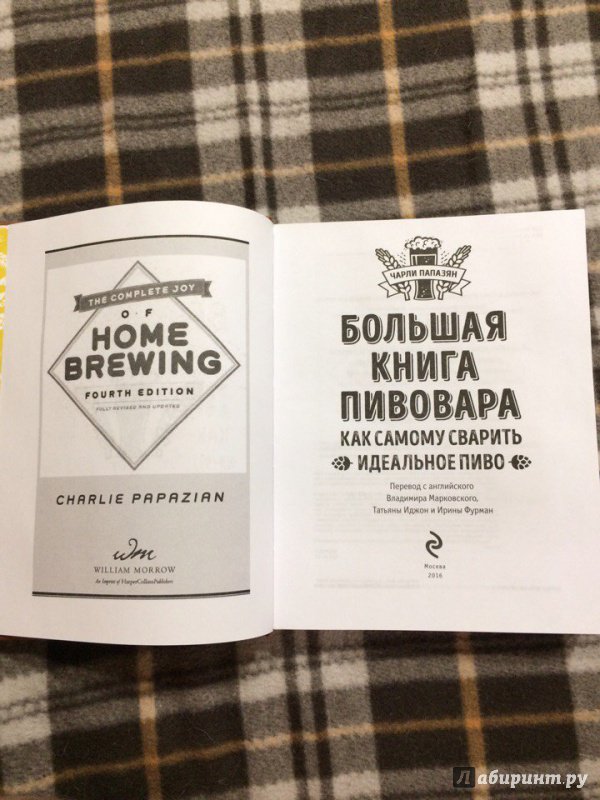 THE COMPLETE JOY
O·F
HOME
BREWING
FOURTH EDITION
FULLY REVISED AND UPDATED
CHARLIE PAPAZIAN
wm
WILLIAM MORROW
An Imprint of HarperCollinsPublishers
ЧАРЛИ ПАПАЗЯН
БОЛЬШАЯ
КНИГА
ПИВОВАРА
КАК САМОМУ СВАРИТЬ
ИДЕАЛЬНОЕ ПИВО
Перевод с английского
Владимира Марковского,
Татьяны Иджон и Ирины Фурман
Москва
2016
Лабиринт.ру